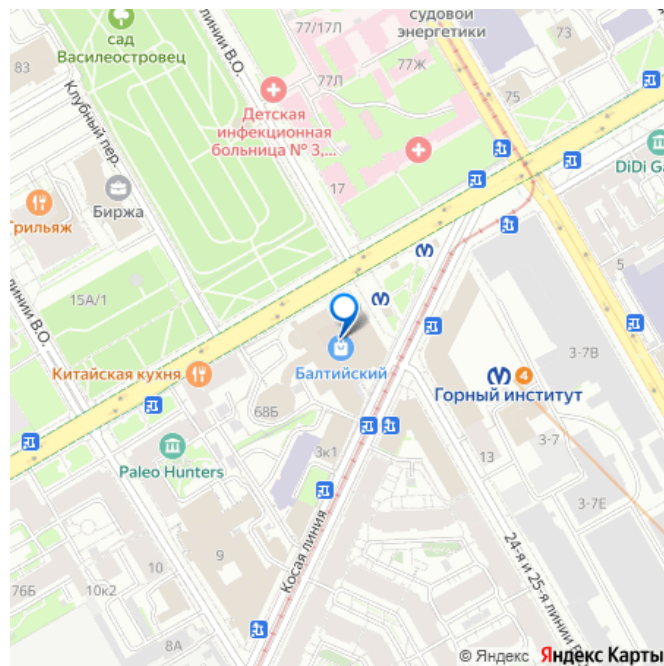 сад
Василеостровец
83
77/17Л
77Л
77Ж
судовой
энергетики
75
линии В.О.
Клубный пер.
Детская
инфекционная
больница № 3,...
17
DiDi Ga
Грильяж
Биржа
5
15А/1
линии В.О.
3-7В
Китайская кухня
Балтийский
4
Горный институт
68Б
3к1
13
3-7
Paleo Hunters
3-7Е
9
Косая линия
24-я и 25-я линии В.
76Б
10к2
10
8А
© Яндекс Яндекс Карты